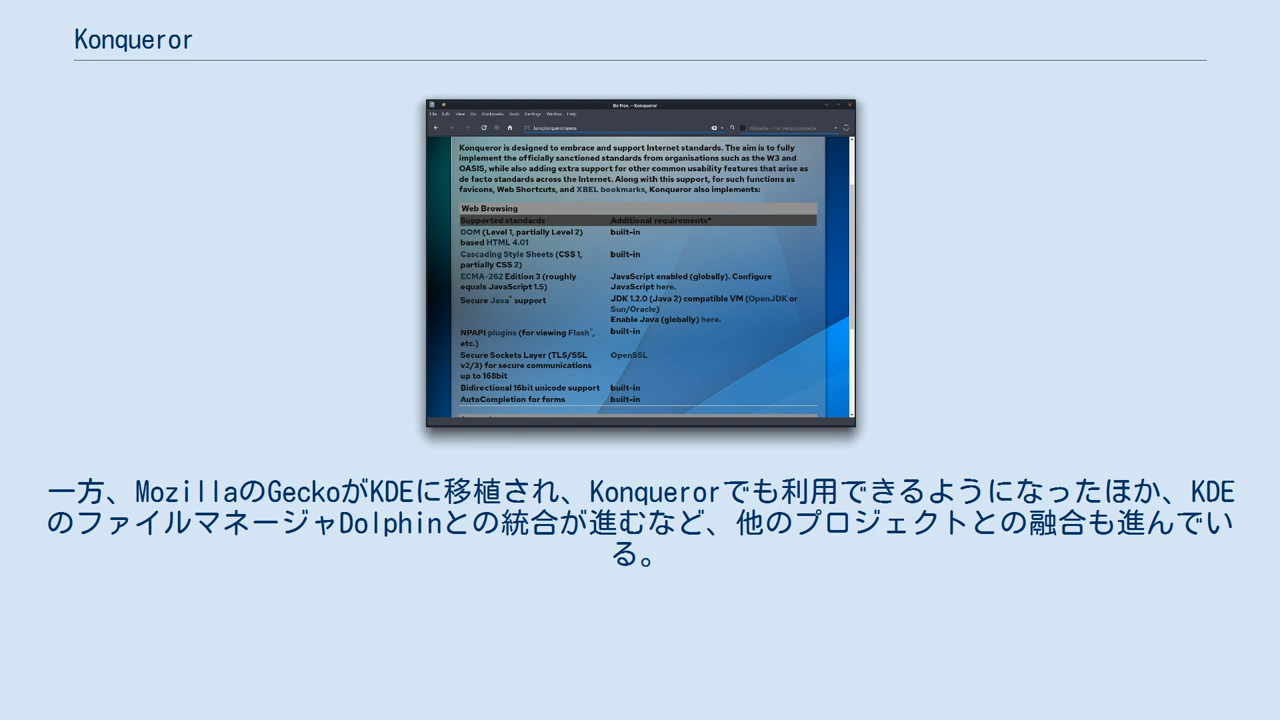 Konqueror
Be free. – Konqueror
File Edit View Go Bookmarks Tools Settings Window Help
Konqueror is designed to embrace and support Internet standards. The aim is to fully
implement the officially sanctioned standards from organisations such as the W3 and
OASIS, while also adding extra support for other common usability features that arise as
de facto standards across the Internet. Along with this support, for such functions as
favicons, Web Shortcuts, and XBEL bookmarks, Konqueror also implements:
Web Browsing
Supported standards Additional requirements*
DOM (Level 1, partially Level 2) built-in
based HTML 4.01
Cascading Style Sheets (CSS 1, built-in
partially CSS 2)
ECMA-262 Edition 3 (roughly JavaScript enabled (globally). Configure
equals JavaScript 1.5) JavaScript here.
Secure Java® support JDK 1.2.0 (Java 2) compatible VM (OpenJDK or
Sun/Oracle)
Enable Java (globally) here.
NPAPI plugins (for viewing Flash®, built-in
etc.)
Secure Sockets Layer (TLS/SSL OpenSSL
v2/3) for secure communications
up to 168bit
Bidirectional 16bit unicode support built-in
AutoCompletion for forms built-in
一方、MozillaのGeckoがKDEに移植され、Konquerorでも利用できるようになったほか、KDE
のファイルマネージャDolphinとの統合が進むなど、他のプロジェクトとの融合も進んでい
る。